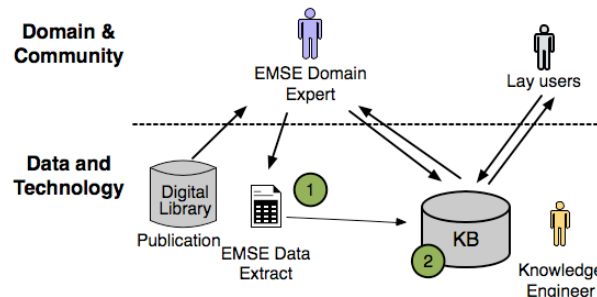 Domain &
Community
EMSE Domain
Expert
Lay users
Data and
Technology
Digital
Library
Publication
1
EMSE Data
Extract
KB
2
Knowledge
Engineer